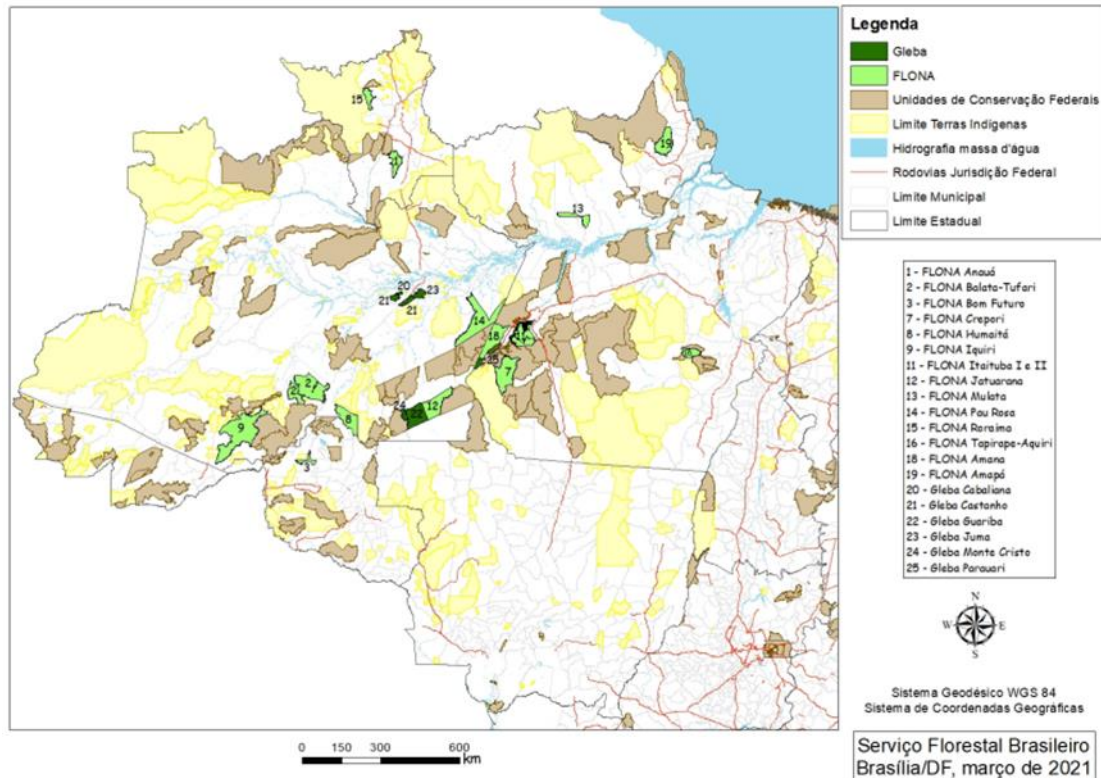 Legenda
Gleba
FLONA
Unidades de Conservação Federais
Limite Terras Indígenas
Hidrografia massa d'água
Rodovias Jurisdição Federal
Limite Municipal
Limite Estadual
1 - FLONA Anauá
2 - FLONA Balata-Tufari
3 - FLONA Bom Futuro
7 - FLONA Crepori
8 - FLONA Humaitá
9 - FLONA Iquiri
11 - FLONA Itaituba I e II
12 - FLONA Jatuarana
13 - FLONA Mulata
14 - FLONA Pau Rosa
15 - FLONA Roraima
16 - FLONA Tapirape-Aquiri
18 - FLONA Amana
19 - FLONA Amapá
20 - Gleba Cabaliana
21 - Gleba Castanho
22 - Gleba Guariba
23 - Gleba Juma
24 - Gleba Monte Cristo
25 - Gleba Parauari
N
W E
S
Sistema Geodésico WGS 84
Sistema de Coordenadas Geográficas
Serviço Florestal Brasileiro
Brasília/DF, março de 2021
15
19
13
20
23
21
21
14
18
7
2
24
22
12
8
9
3
0 150 300 600
km